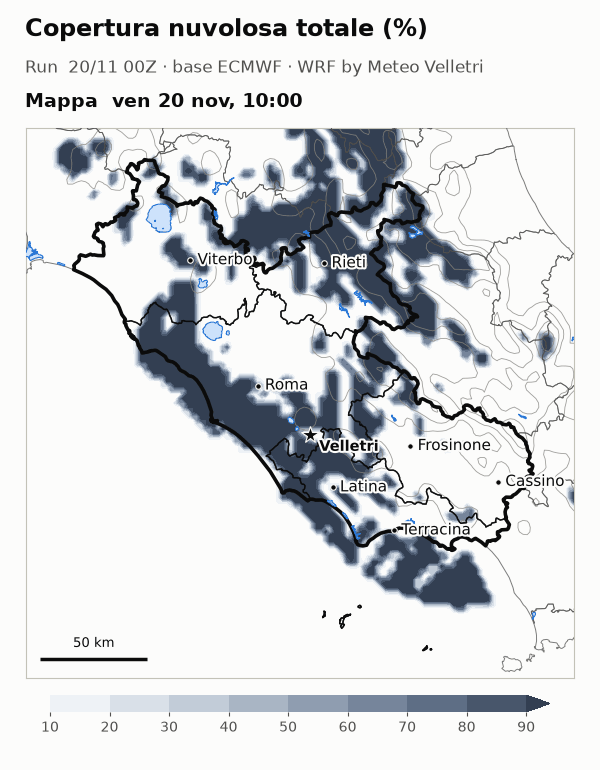 Copertura nuvolosa totale (%)
Run  20/11 00Z · base ECMWF · WRF by Meteo Velletri
Mappa  ven 20 nov, 10:00
Viterbo
Rieti
Roma
Velletri
Frosinone
Cassino
Latina
Terracina
50 km
10 20 30 40 50 60 70 80 90